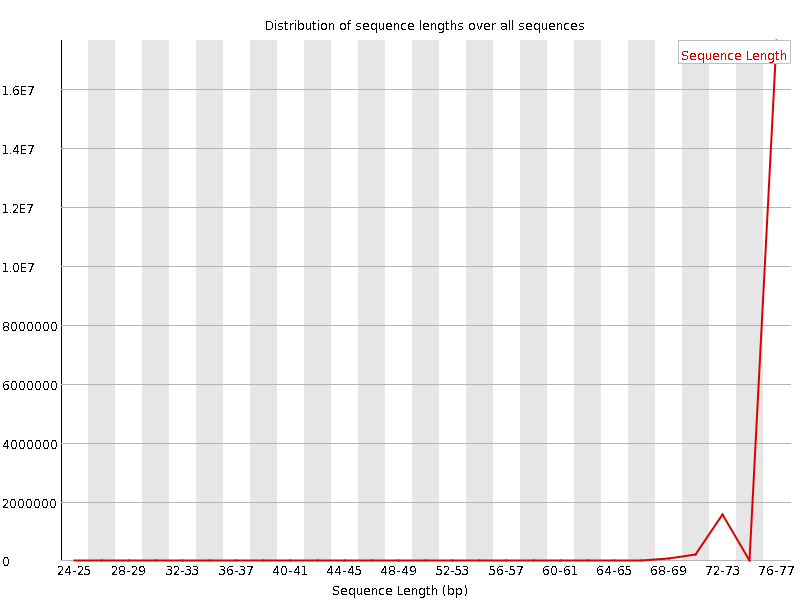 Distribution of sequence lengths over all sequences
Sequence Length
1.6E7
1.4E7
1.2E7
1.0E7
8000000
6000000
4000000
2000000
0
24-25 28-29 32-33 36-37 40-41 44-45 48-49 52-53 56-57 60-61 64-65 68-69 72-73 76-77
Sequence Length (bp)